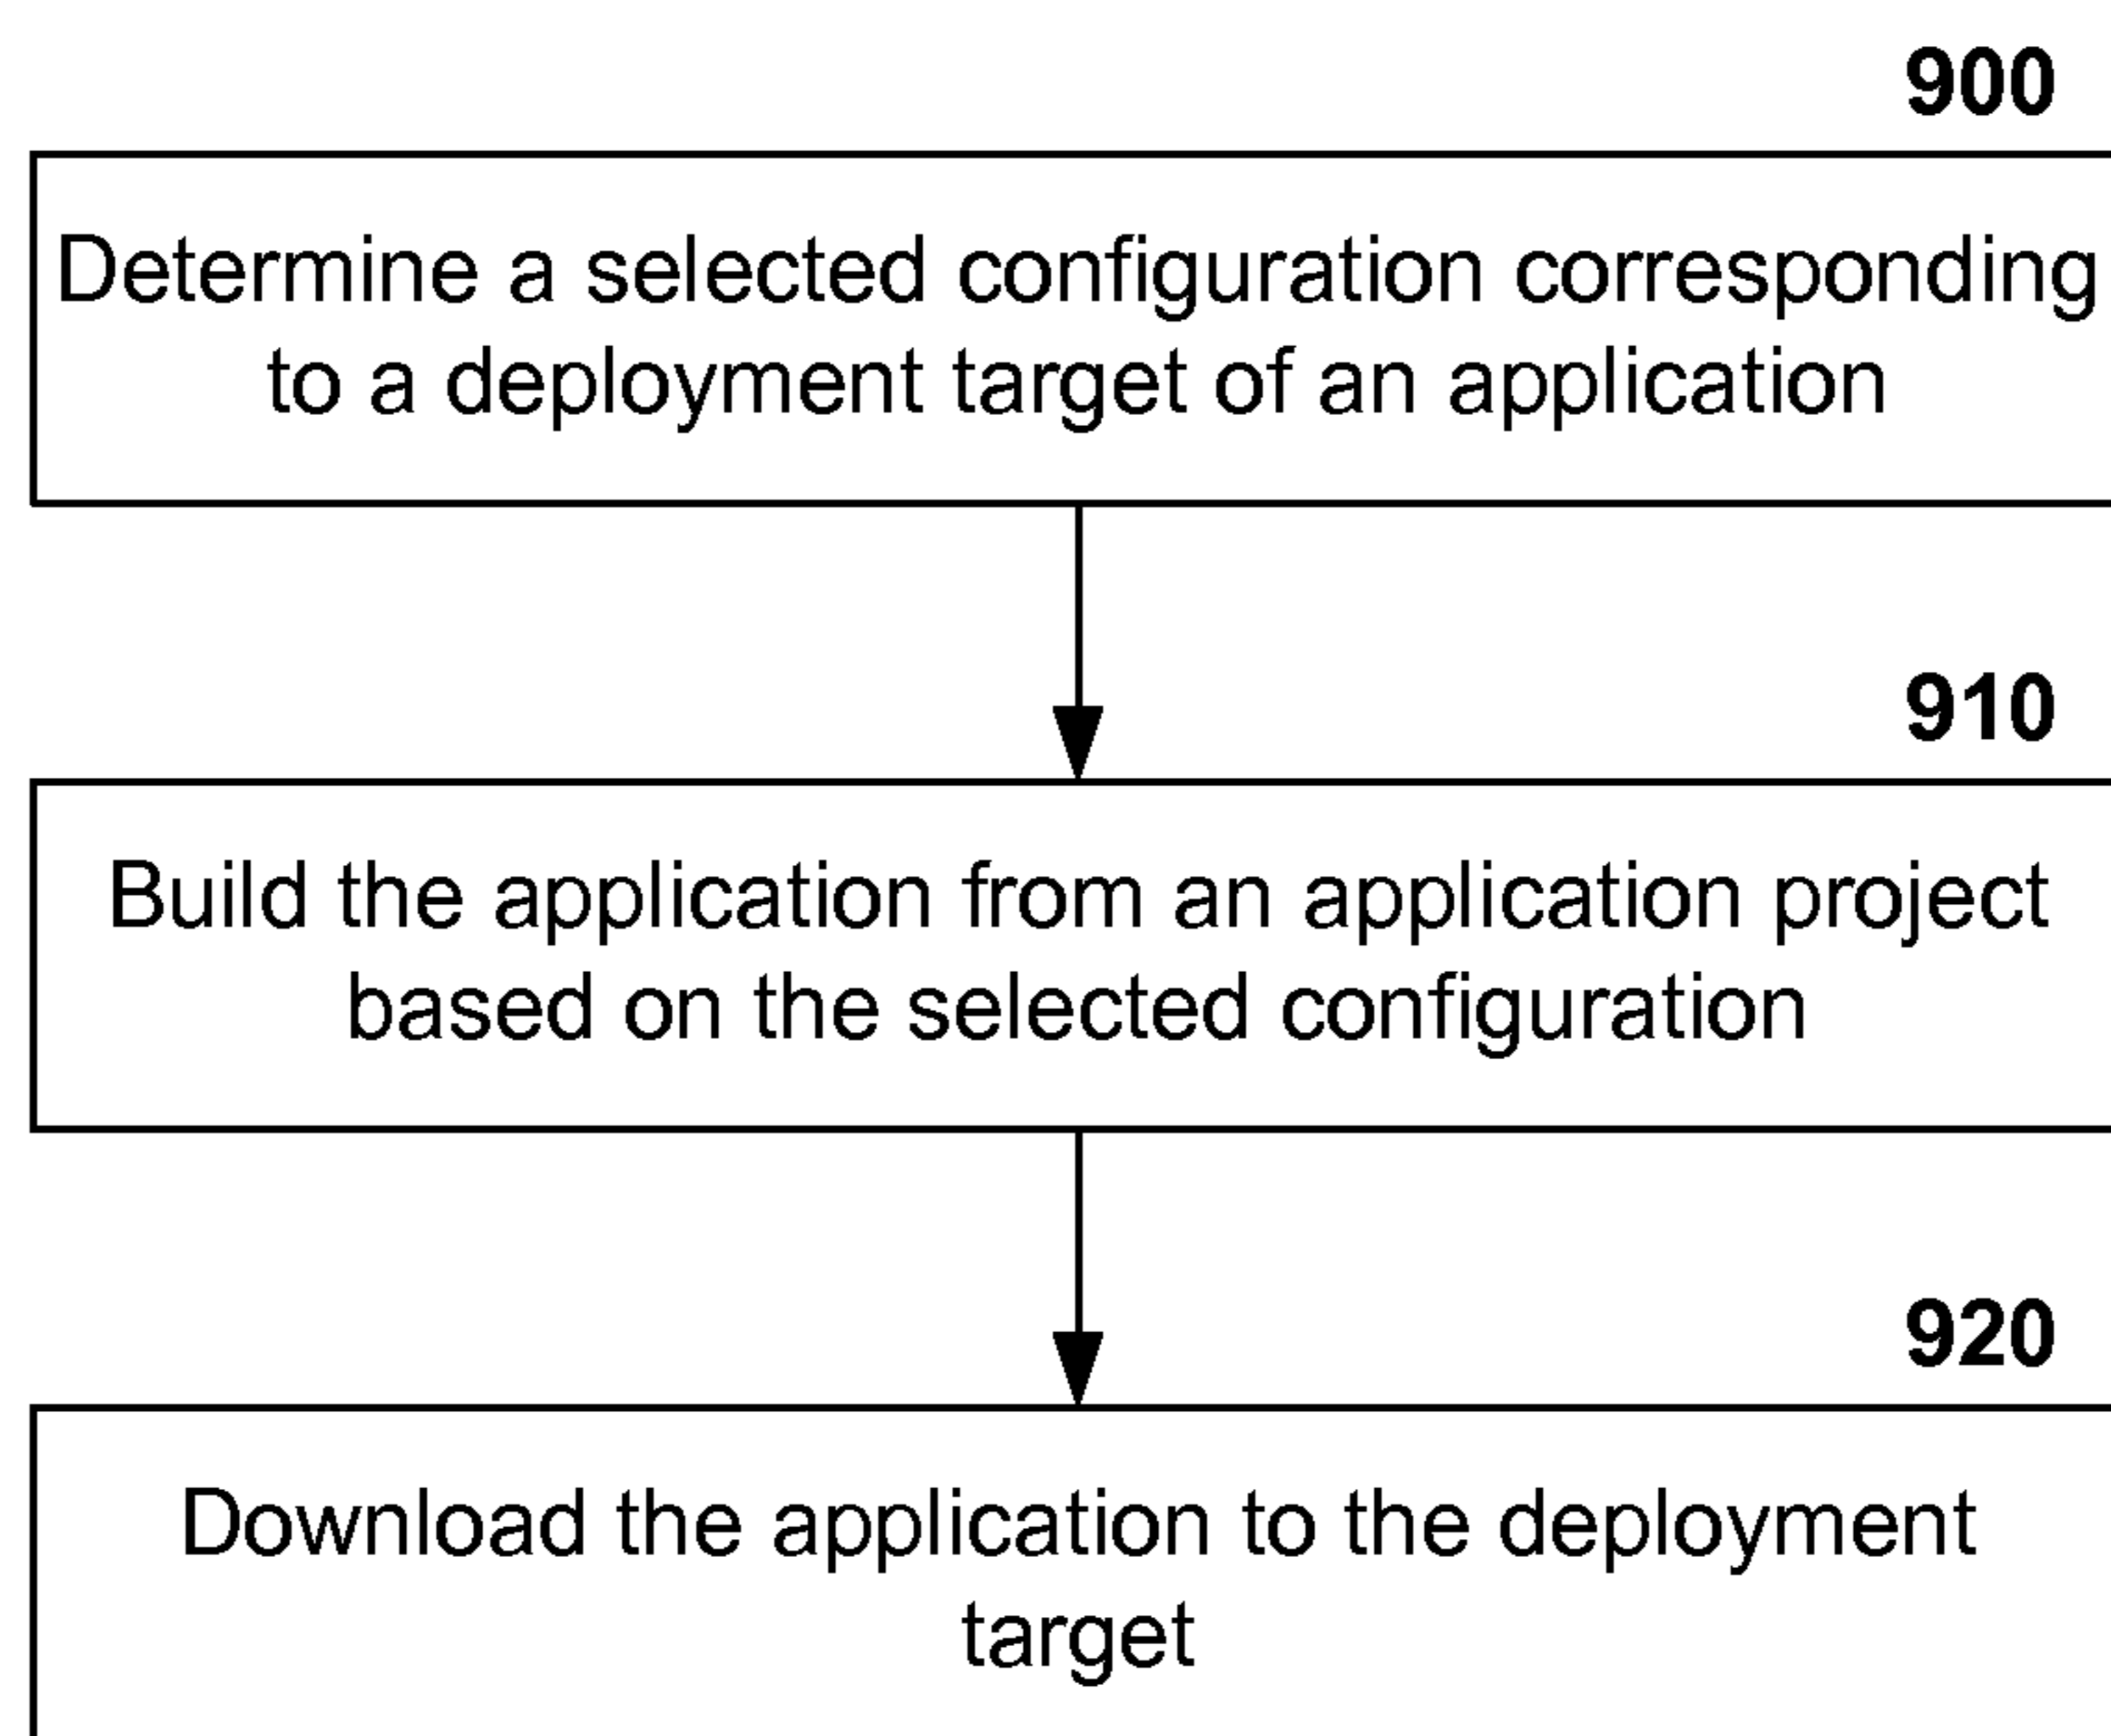 900
Determine a selected configuration corresponding
to a deployment target of an application
910
Build the application from an application project
based on the selected configuration
920
Download the application to the deployment
target